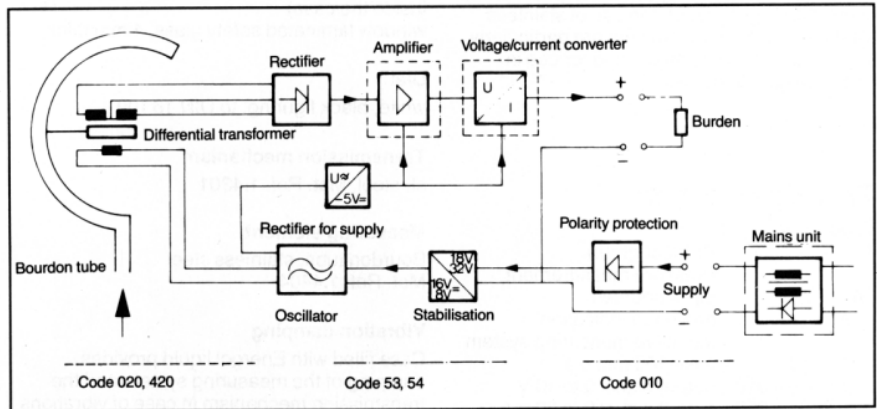 Rectifier
Amplifier
Voltage/current converter
U
I
+
−
Burden
Differential transformer
U≈
−5V=
Rectifier for supply
Polarity protection
Mains unit
Bourdon tube
18V
32V
16V
8V=
+
Supply
−
Oscillator
Stabilisation
Code 020, 420
Code 53, 54
Code 010